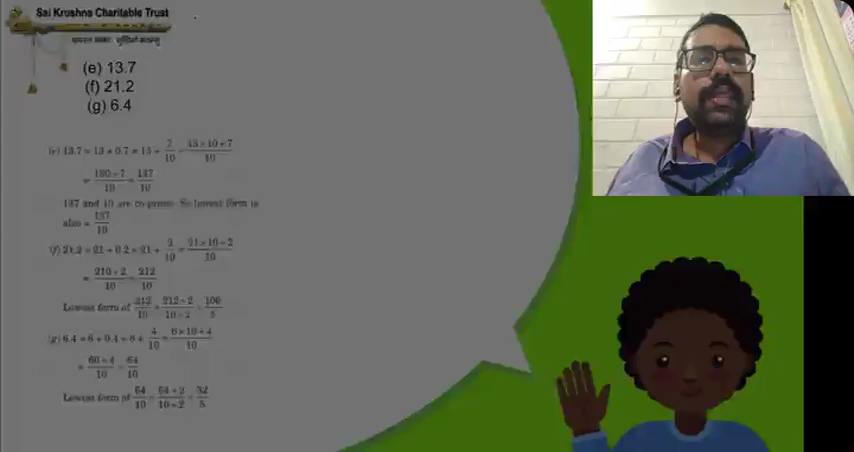 Sai Krushna Charitable Trust
(e) 13.7
(f) 21.2
(g) 6.4
(e) 13.7 = 13 + 0.7 = 13 + 7/10 = 13 × 10 + 7/10
= 130 + 7/10 = 137/10
137 and 10 are co-prime. So lowest form is
also = 137/10
(f) 21.2 = 21 + 0.2 = 21 + 2/10 = 21 × 10 + 2/10
= 210 + 2/10 = 212/10
Lowest form of 212/10 = 212 ÷ 2/10 ÷ 2 = 106/5
(g) 6.4 = 6 + 0.4 = 6 + 4/10 = 6 × 10 + 4/10
= 60 + 4/10 = 64/10
Lowest form of 64/10 = 64 ÷ 2/10 ÷ 2 = 32/5